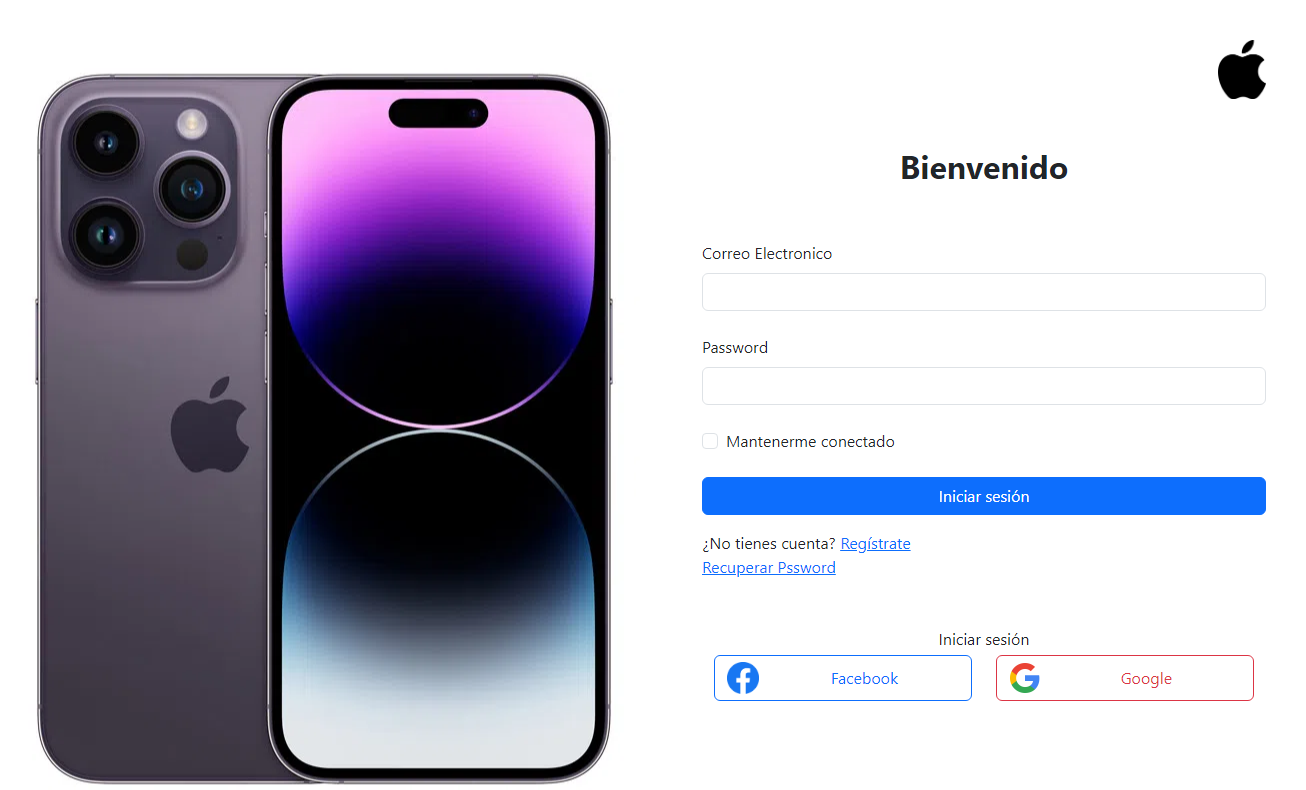 Bienvenido
Correo Electronico
Password
Mantenerme conectado
Iniciar sesión
¿No tienes cuenta? Regístrate
Recuperar Pssword
Iniciar sesión
Facebook
Google